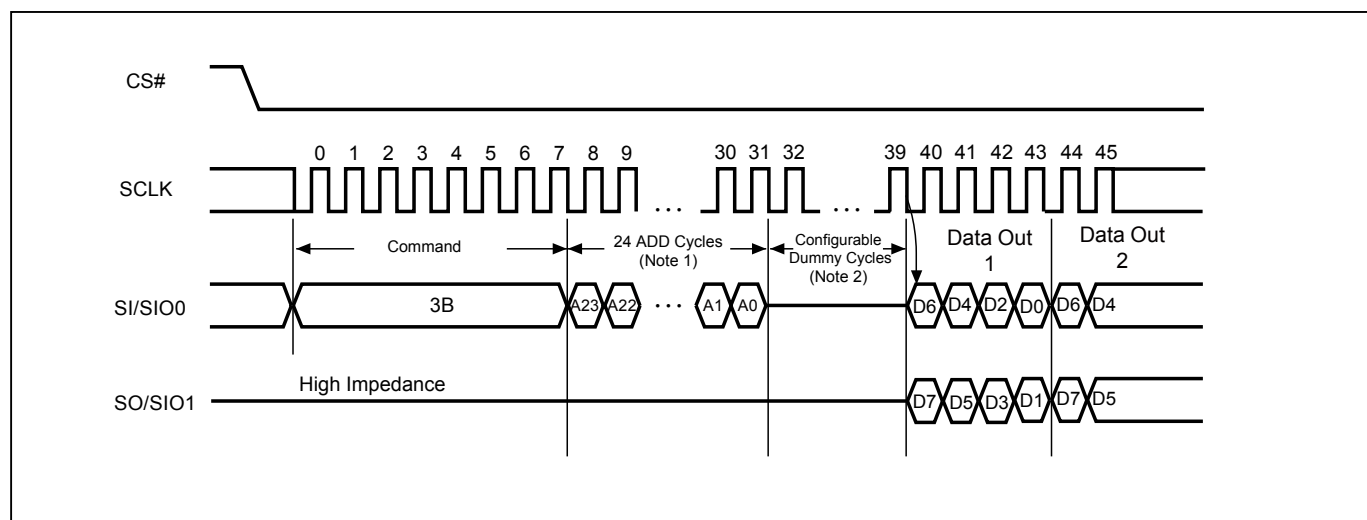 CS#
0 1 2 3 4 5 6 7 8 9 30 31 32 39 40 41 42 43 44 45
SCLK
... ...
Command
24 ADD Cycles
(Note 1)
Configurable
Dummy Cycles
(Note 2)
Data Out
1
Data Out
2
SI/SIO0
3B A23 A22 ... A1 A0 D6 D4 D2 D0 D6 D4
High Impedance
SO/SIO1
D7 D5 D3 D1 D7 D5